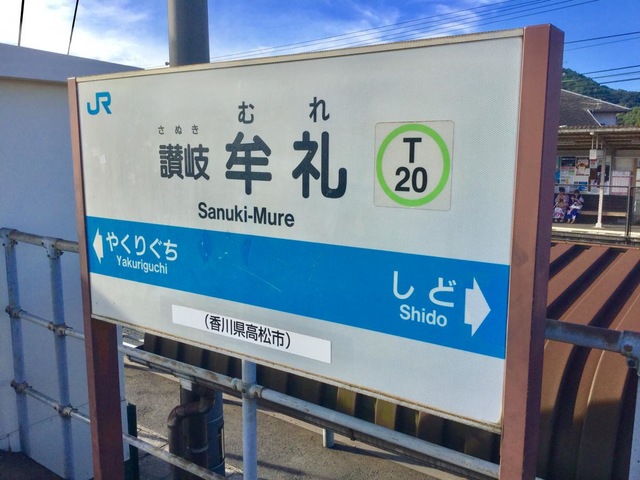 JR
さぬき むれ
讃岐 牟礼
T
20
Sanuki-Mure
やくりぐち
Yakuriguchi
しど
Shido
(香川県高松市)